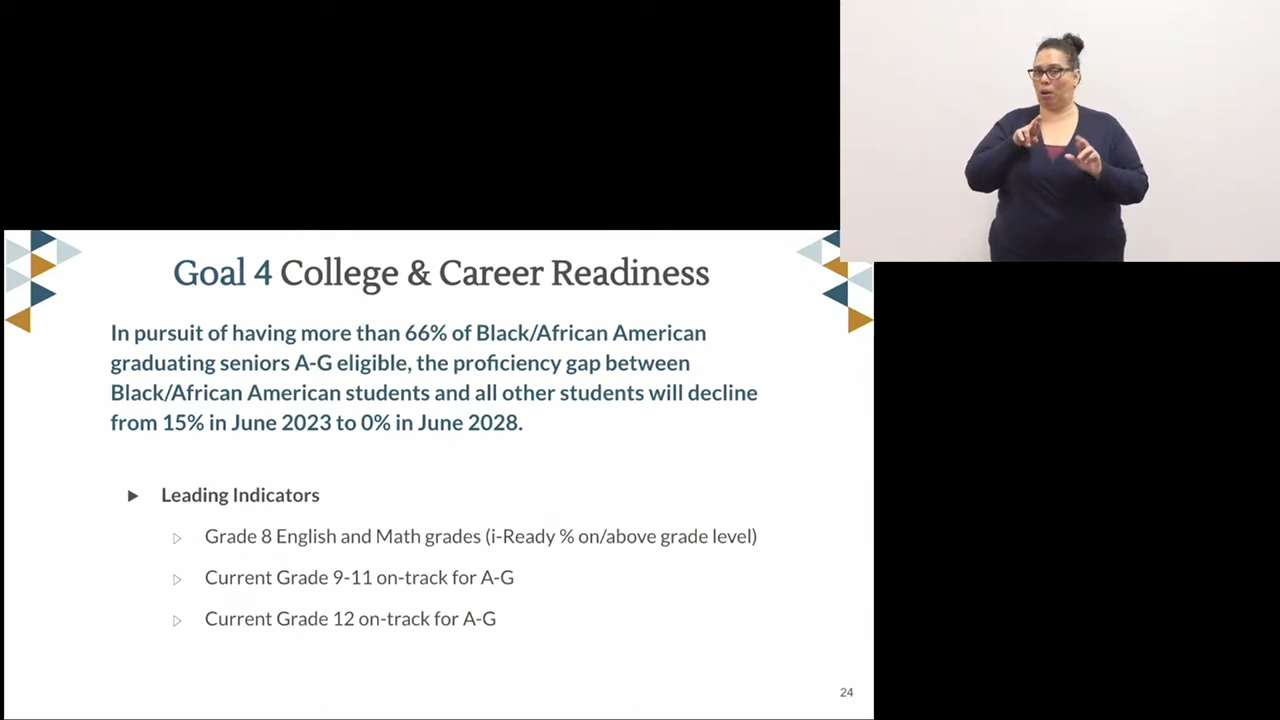 Goal 4 College & Career Readiness
In pursuit of having more than 66% of Black/African American
graduating seniors A-G eligible, the proficiency gap between
Black/African American students and all other students will decline
from 15% in June 2023 to 0% in June 2028.
Leading Indicators
Grade 8 English and Math grades (i-Ready % on/above grade level)
Current Grade 9-11 on-track for A-G
Current Grade 12 on-track for A-G
24